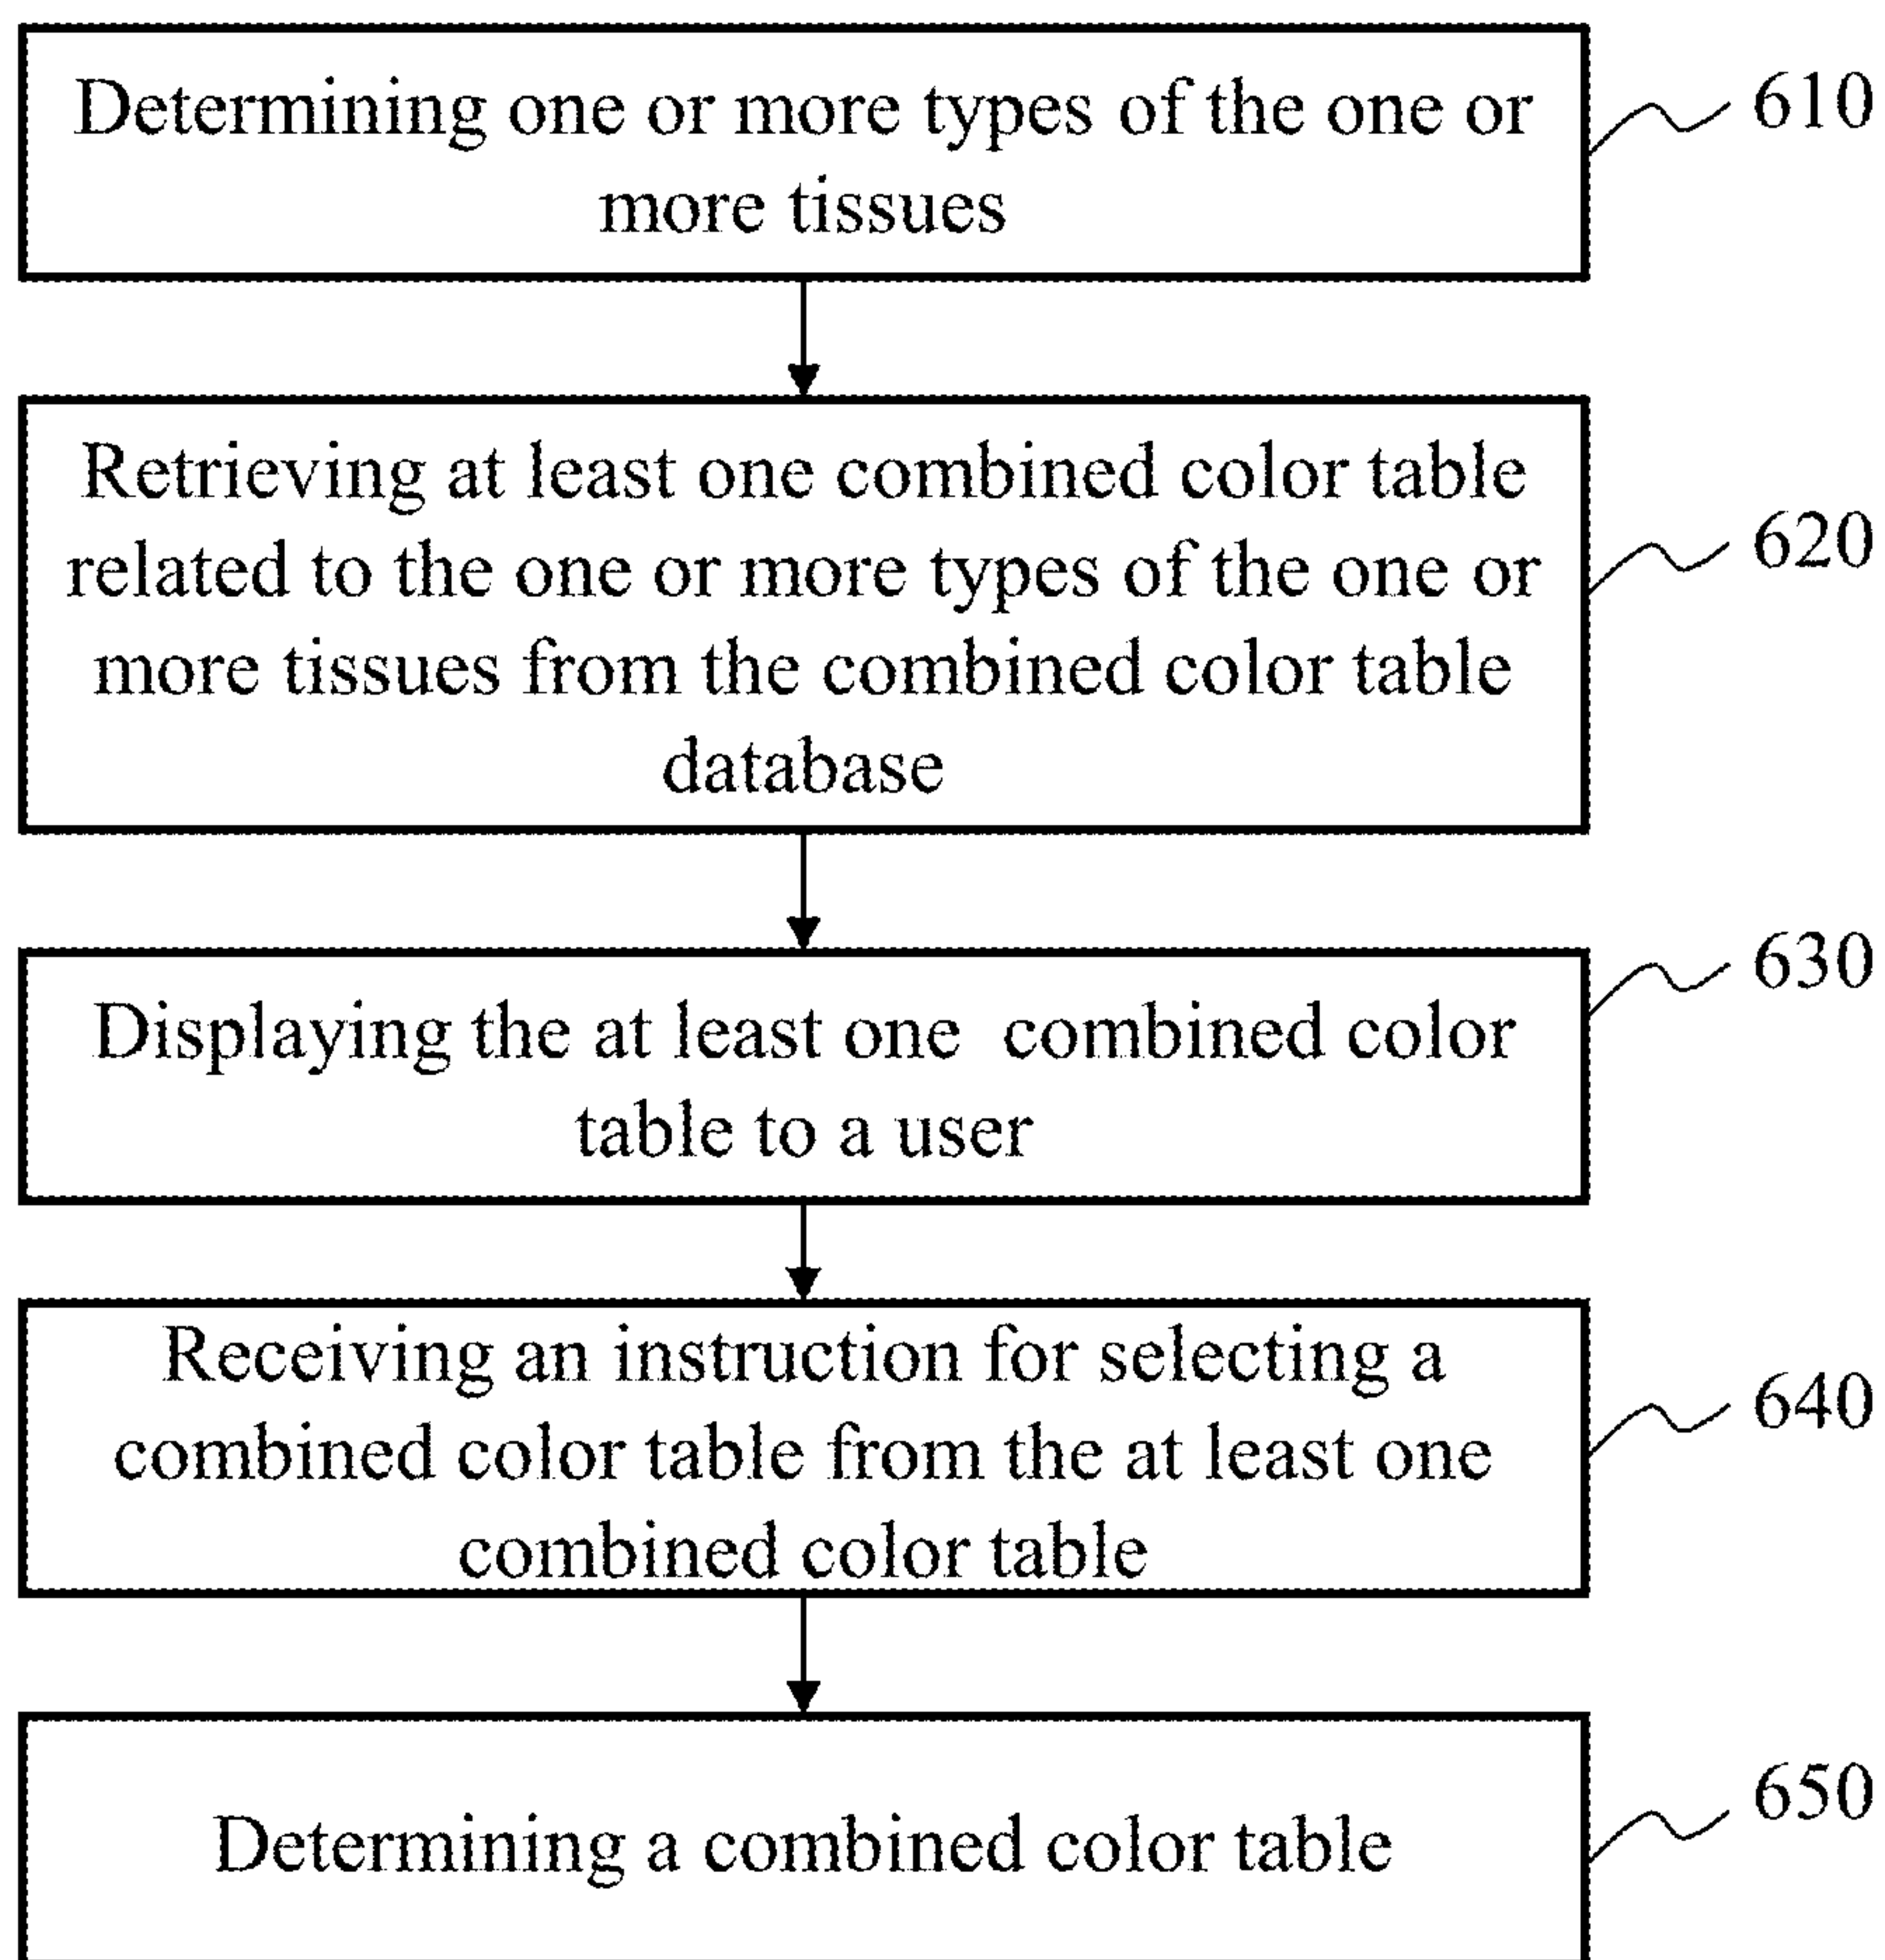 Determining one or more types of the one or
more tissues
610
Retrieving at least one combined color table
related to the one or more types of the one or
more tissues from the combined color table
database
620
Displaying the at least one combined color
table to a user
630
Receiving an instruction for selecting a
combined color table from the at least one
combined color table
640
Determining a combined color table
650